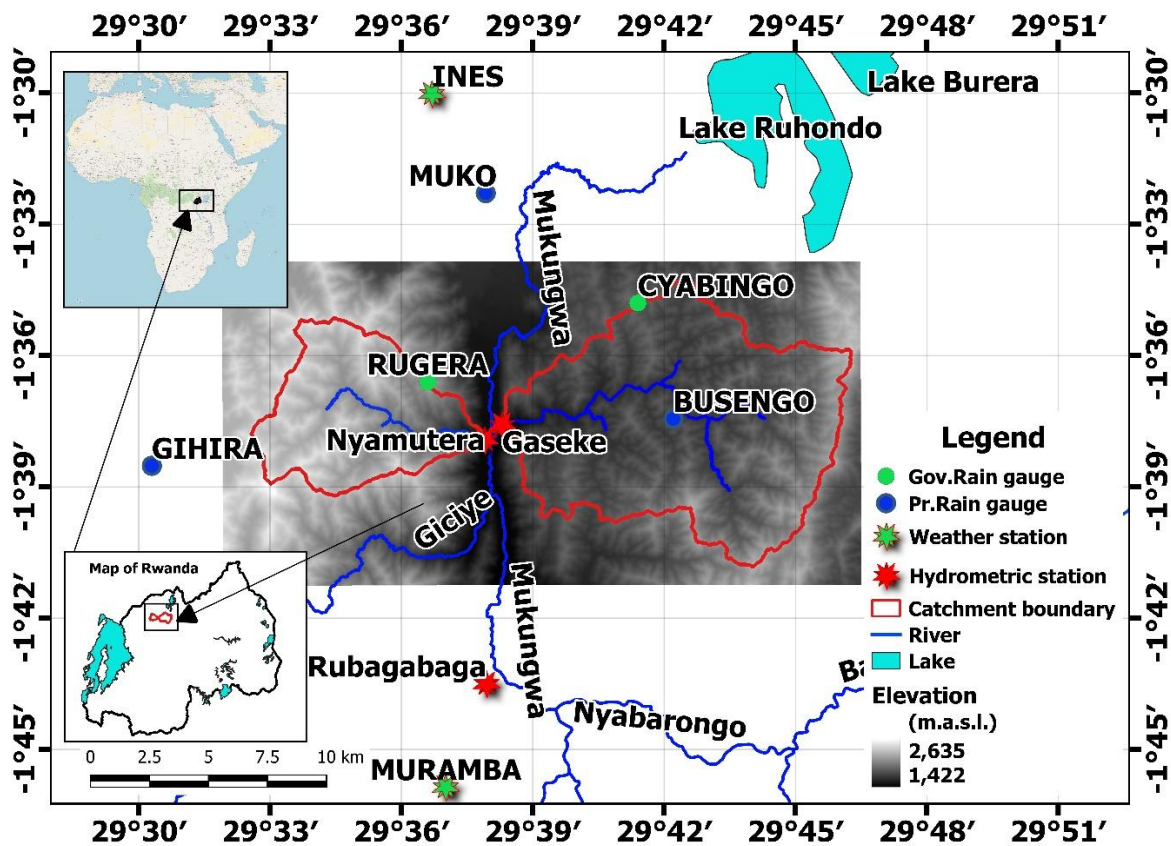 29°30′ 29°33′ 29°36′ 29°39′ 29°42′ 29°45′ 29°48′ 29°51′
-1°30′ -1°30′
INES
Lake Burera
Lake Ruhondo
MUKO
-1°33′ -1°33′
Mukungwa
CYABINGO
-1°36′ -1°36′
RUGERA
BUSENGO
Nyamutera Gaseke
GIHIRA
-1°39′ -1°39′
Giciye
Legend
Gov.Rain gauge
Pr.Rain gauge
Weather station
Hydrometric station
Catchment boundary
River
Lake
Elevation
(m.a.s.l.)
2,635
1,422
Map of Rwanda
-1°42′ -1°42′
Mukungwa
Rubagabaga
Ba
Nyabarongo
-1°45′ -1°45′
0 2.5 5 7.5 10 km
MURAMBA
29°30′ 29°33′ 29°36′ 29°39′ 29°42′ 29°45′ 29°48′ 29°51′